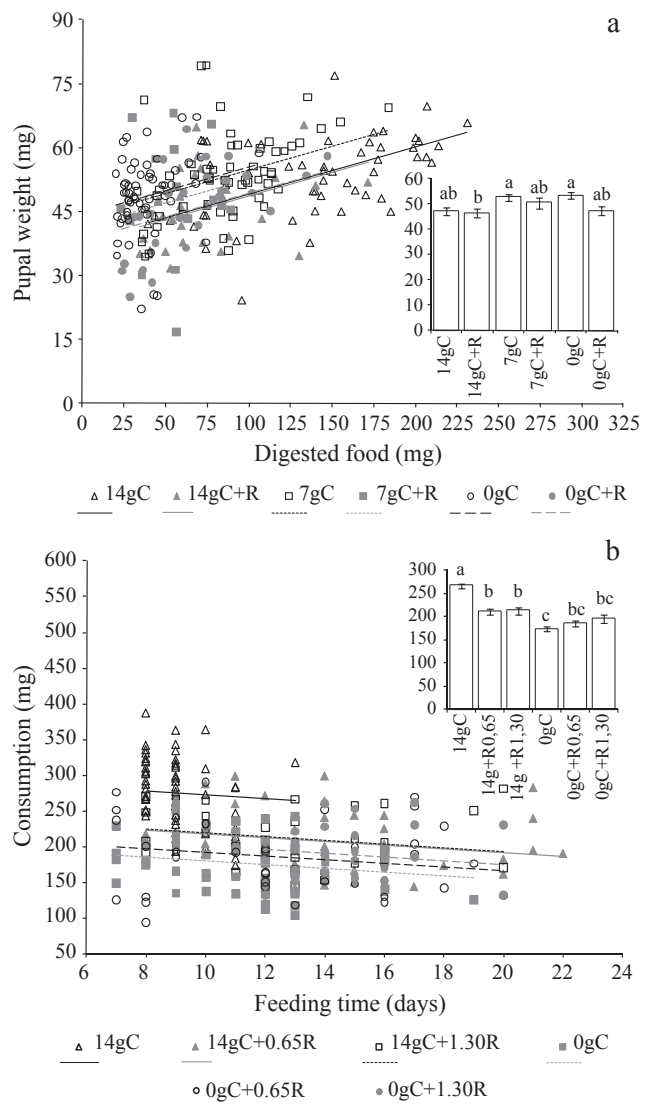 a
90
75
60
45
30
15
0
Pupal weight (mg)
0 25 50 75 100 125 150 175 200 225 250 275 300 325
Digested food (mg)
60
50
40
30
20
10
0
ab b a ab a ab
14gC 14gC+R 7gC 7gC+R 0gC 0gC+R
14gC 14gC+R 7gC 7gC+R 0gC 0gC+R
b
600
550
500
450
400
350
300
250
200
150
100
50
Consumption (mg)
6 8 10 12 14 16 18 20 22 24
Feeding time (days)
300
250
200
150
100
50
0
a b b c bc bc
14gC 14g+R0,65 14g+R1,30 0gC 0gC+R0,65 0gC+R1,30
14gC 14gC+0.65R 14gC+1.30R 0gC
0gC+0.65R 0gC+1.30R